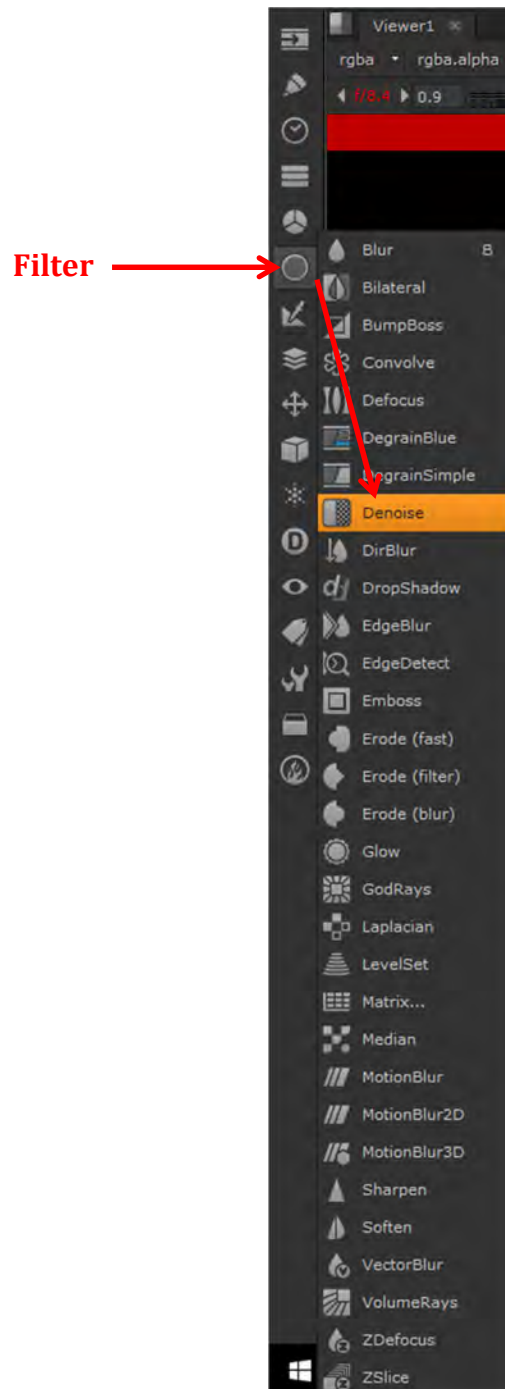 Viewer1
rgba rgba.alpha
f/8.4 0.9
Filter
Blur B
Bilateral
BumpBoss
Convolve
Defocus
DegrainBlue
DegrainSimple
Denoise
DirBlur
DropShadow
EdgeBlur
EdgeDetect
Emboss
Erode (fast)
Erode (filter)
Erode (blur)
Glow
GodRays
Laplacian
LevelSet
Matrix...
Median
MotionBlur
MotionBlur2D
MotionBlur3D
Sharpen
Soften
VectorBlur
VolumeRays
ZDefocus
ZSlice